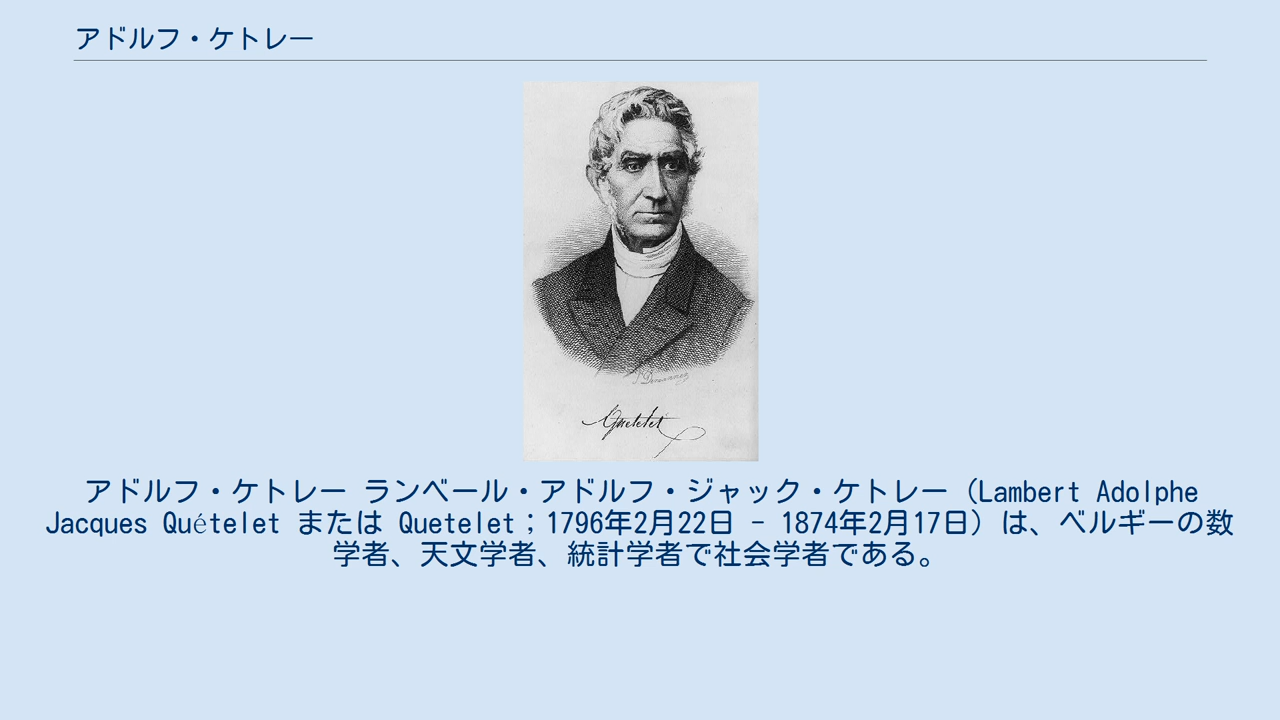 アドルフ・ケトレー
Quetelet
アドルフ・ケトレー ランベール・アドルフ・ジャック・ケトレー（Lambert Adolphe
Jacques Quételet または Quetelet；1796年2月22日 - 1874年2月17日）は、ベルギーの数
学者、天文学者、統計学者で社会学者である。